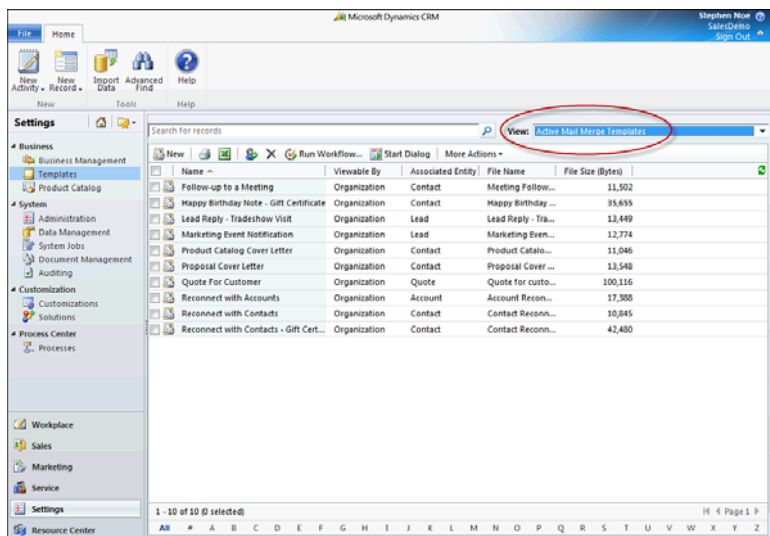 Microsoft Dynamics CRM
Stephen Noe
SalesDemo
Sign Out
File Home
New Activity
New Record
Import Data
Advanced Find
Help
New Tools Help
Settings
Search for records
View: Active Mail Merge Templates
Business
Business Management
Templates
Product Catalog
System
Administration
Data Management
System Jobs
Document Management
Auditing
Customization
Customizations
Solutions
Process Center
Processes
New Run Workflow... Start Dialog More Actions
Name Viewable By Associated Entity File Name File Size (Bytes)
Follow-up to a Meeting Organization Contact Meeting Follow... 11,502
Happy Birthday Note - Gift Certificate Organization Contact Happy Birthday ... 35,655
Lead Reply - Tradeshow Visit Organization Lead Lead Reply - Tra... 13,449
Marketing Event Notification Organization Lead Marketing Even... 12,774
Product Catalog Cover Letter Organization Contact Product Catalo... 11,046
Proposal Cover Letter Organization Contact Proposal Cover ... 13,548
Quote For Customer Organization Quote Quote for custo... 100,116
Reconnect with Accounts Organization Account Account Recon... 17,388
Reconnect with Contacts Organization Contact Contact Reconn... 10,845
Reconnect with Contacts - Gift Cert... Organization Contact Contact Reconn... 42,480
Workplace
Sales
Marketing
Service
Settings
Resource Center
1 - 10 of 10 (0 selected)
Page 1
All # A B C D E F G H I J K L M N O P Q R S T U V W X Y Z